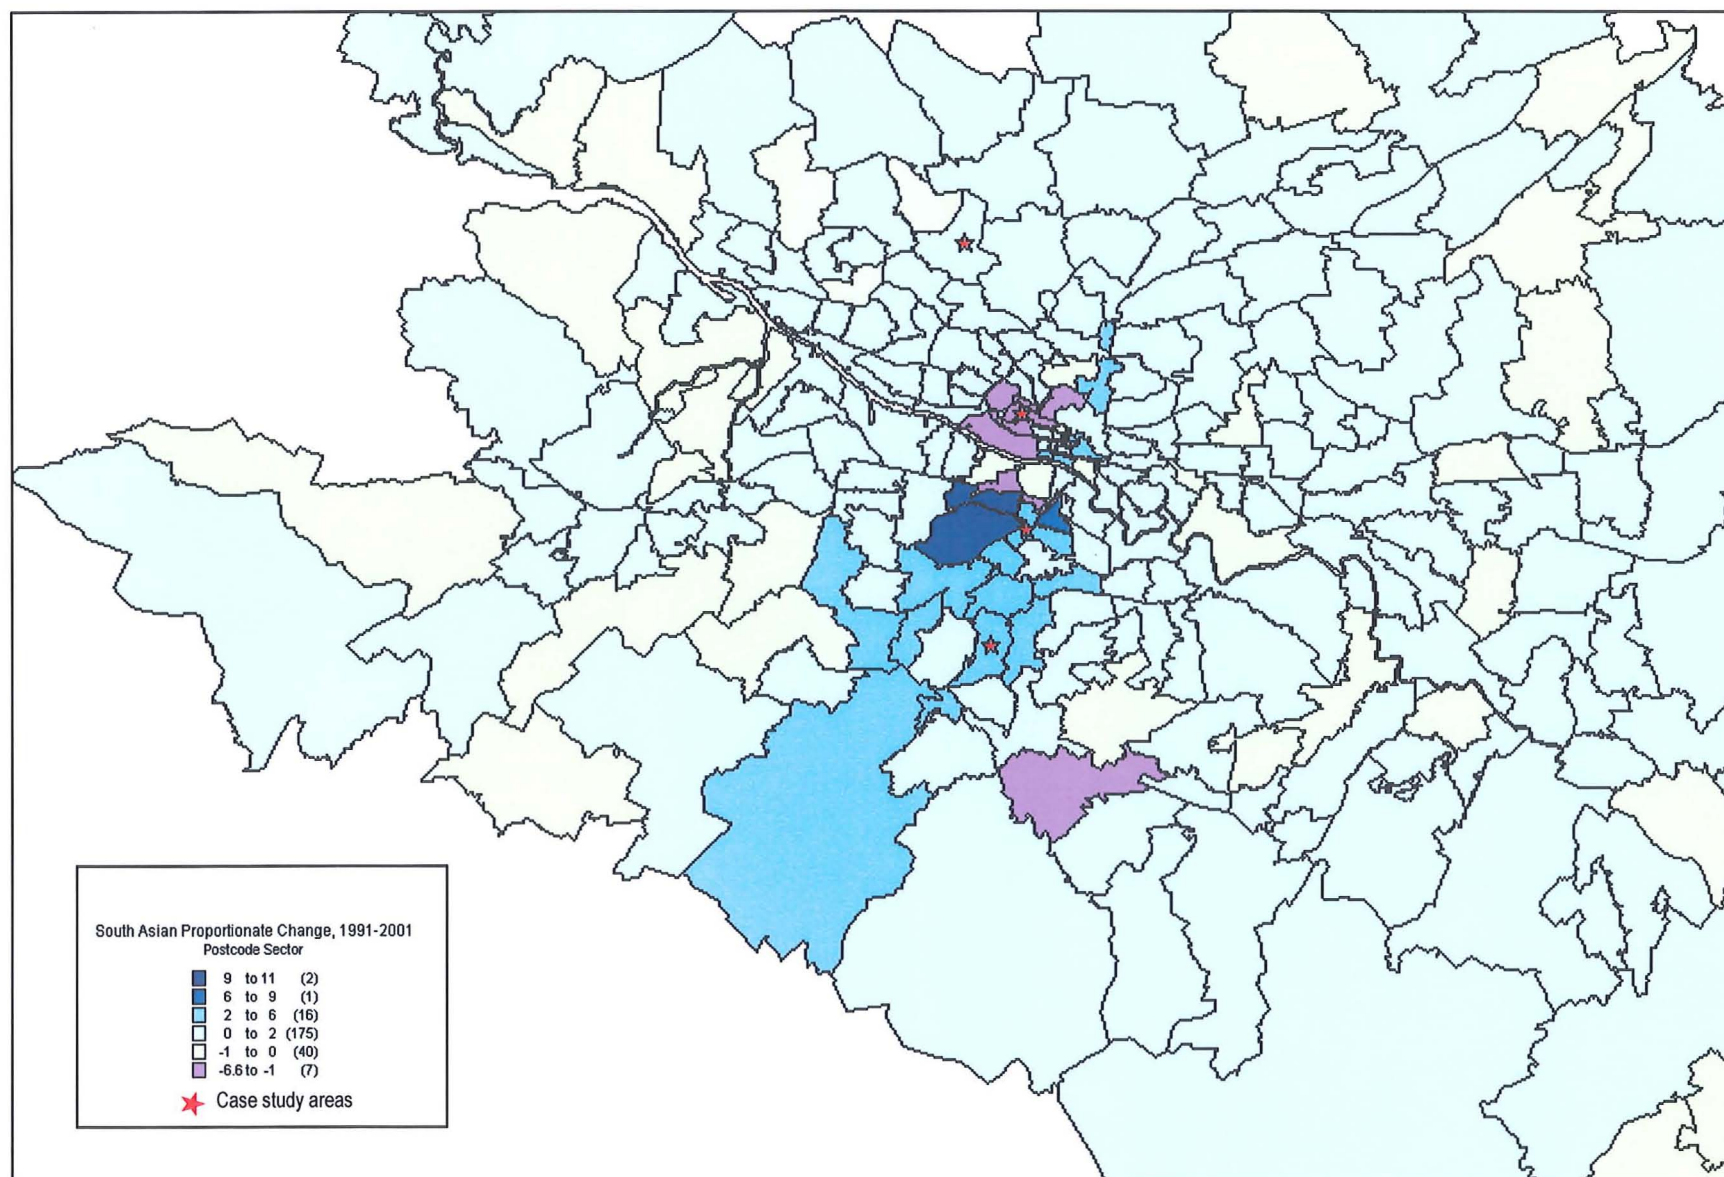 South Asian Proportionate Change, 1991-2001
Postcode Sector
9 to 11 (2)
6 to 9 (1)
2 to 6 (16)
0 to 2 (175)
-1 to 0 (40)
-6.6 to -1 (7)
Case study areas